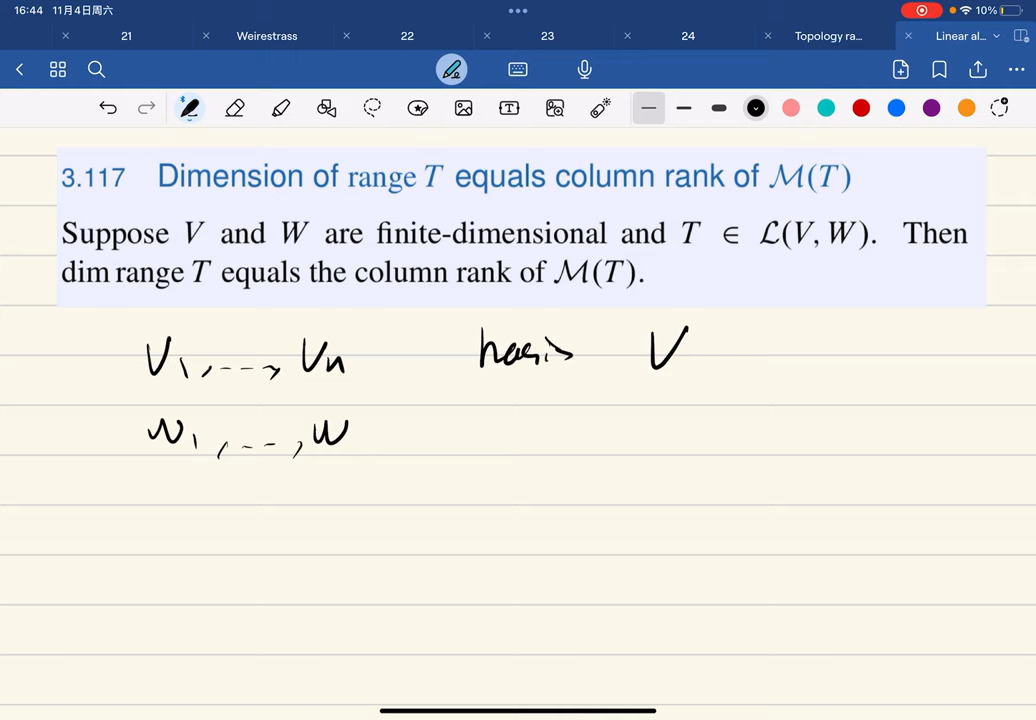 16:44 11月4日周六
10%
21 Weirestrass 22 23 24 Topology ra... Linear al...
3.117 Dimension of range T equals column rank of ℳ(T)
Suppose V and W are finite-dimensional and T ∈ ℒ(V, W). Then
dim range T equals the column rank of ℳ(T).
V₁, ---, Vn basis V
w₁, ---, w